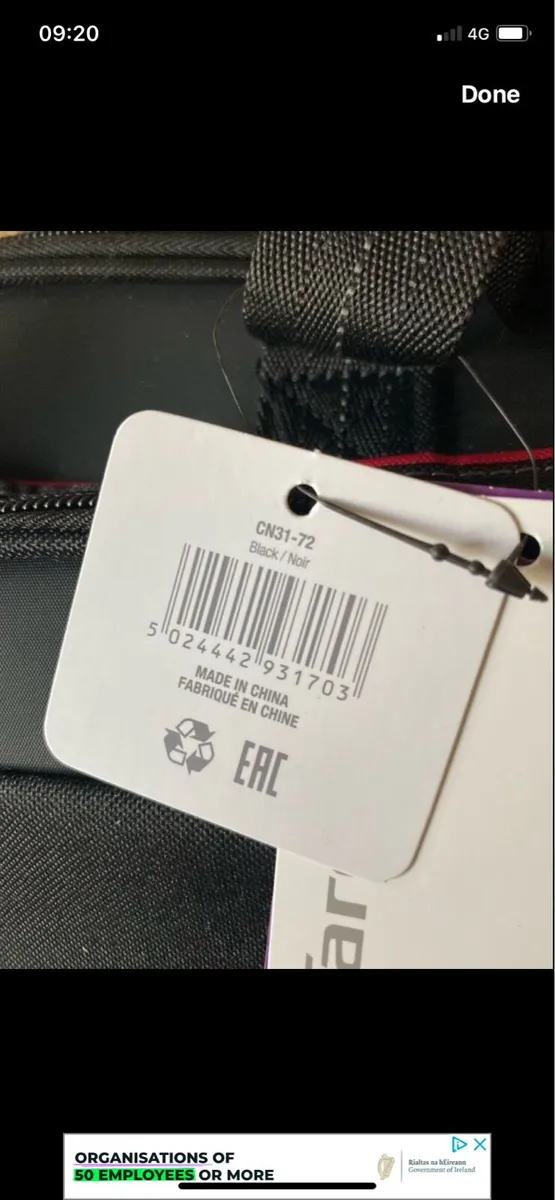 09:20
4G
Done
CN31-72
Black / Noir
5 024442 931703
MADE IN CHINA
FABRIQUÉ EN CHINE
EAC
ar
ORGANISATIONS OF
50 EMPLOYEES OR MORE
Rialtas na hÉireann
Government of Ireland